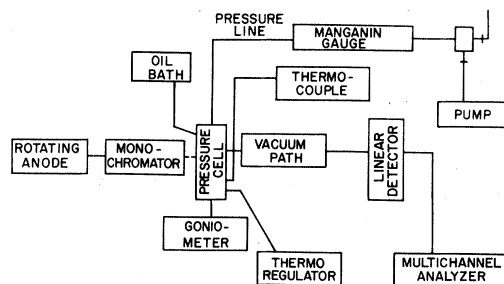 PRESSURE
LINE
MANGANIN
GAUGE
OIL
BATH
THERMO-
COUPLE
PUMP
ROTATING
ANODE
MONO-
CHROMATOR
PRESSURE
CELL
VACUUM
PATH
LINEAR
DETECTOR
GONIO-
METER
THERMO
REGULATOR
MULTICHANNEL
ANALYZER